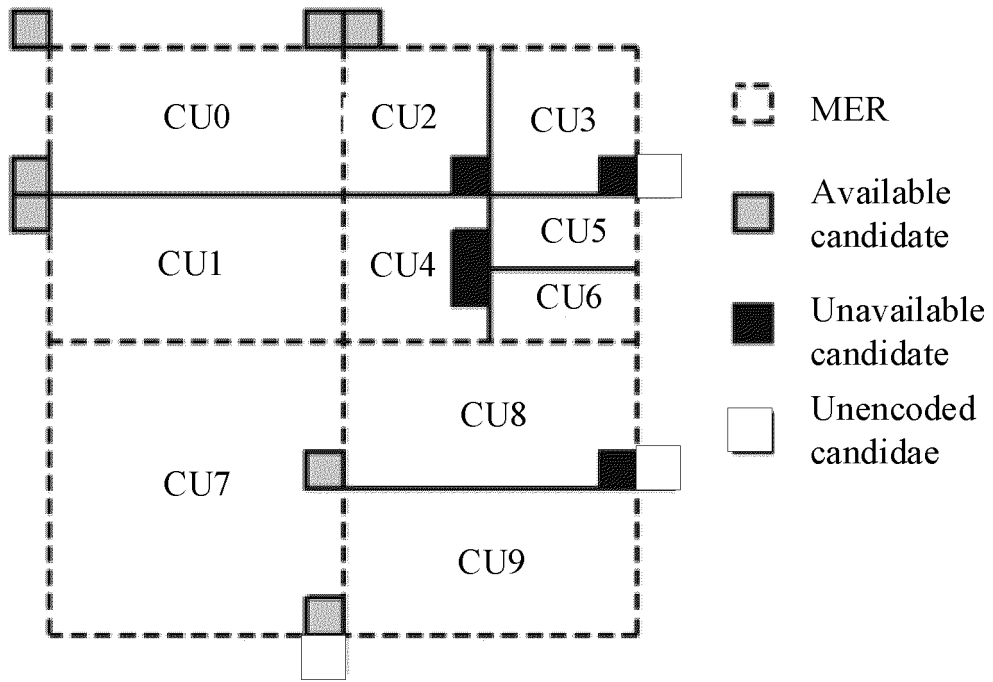 CU0
CU2
CU3
CU1
CU4
CU5
CU6
CU7
CU8
CU9
MER
Available
candidate
Unavailable
candidate
Unencoded
candidae